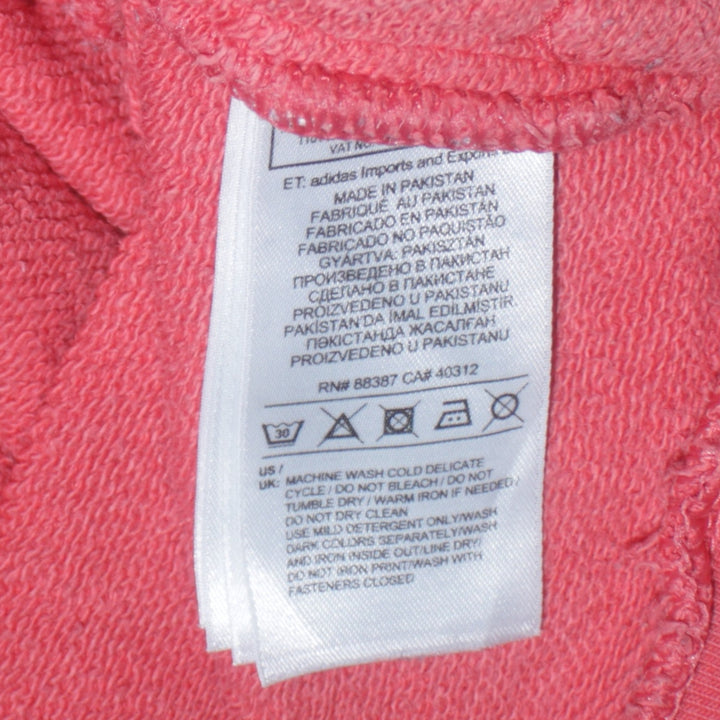 VAT NO
ET: adidas Imports and Export
MADE IN PAKISTAN
FABRIQUÉ AU PAKISTAN
FABRICADO EN PAKISTÁN
FABRICADO NO PAQUISTÃO
GYÁRTVA: PAKISZTÁN
ПРОИЗВЕДЕНО В ПАКИСТАН
СДЕЛАНО В ПАКИСТАНЕ
PROIZVEDENO U PAKISTANU
PAKİSTAN'DA İMAL EDİLMİŞTİR
ПӘКІСТАНДА ЖАСАЛҒАН
PROIZVEDENO U PAKISTANU
RN# 88387 CA# 40312
30
US / UK: MACHINE WASH COLD DELICATE
CYCLE / DO NOT BLEACH / DO NOT
TUMBLE DRY / WARM IRON IF NEEDED/
DO NOT DRY CLEAN
USE MILD DETERGENT ONLY/WASH
DARK COLORS SEPARATELY/WASH
AND IRON INSIDE OUT/LINE DRY/
DO NOT IRON PRINT/WASH WITH
FASTENERS CLOSED